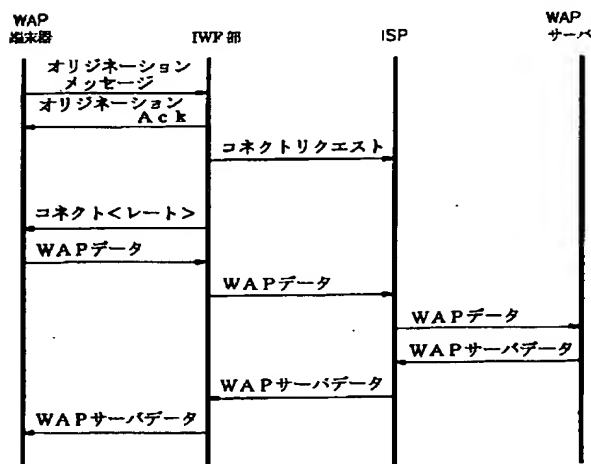 WAP
端末器
IWF部
ISP
WAP
サーバ
オリジネーション
メッセージ
オリジネーション
Ack
コネクトリクエスト
コネクト<レート>
WAPデータ
WAPデータ
WAPデータ
WAPサーバデータ
WAPサーバデータ
WAPサーバデータ